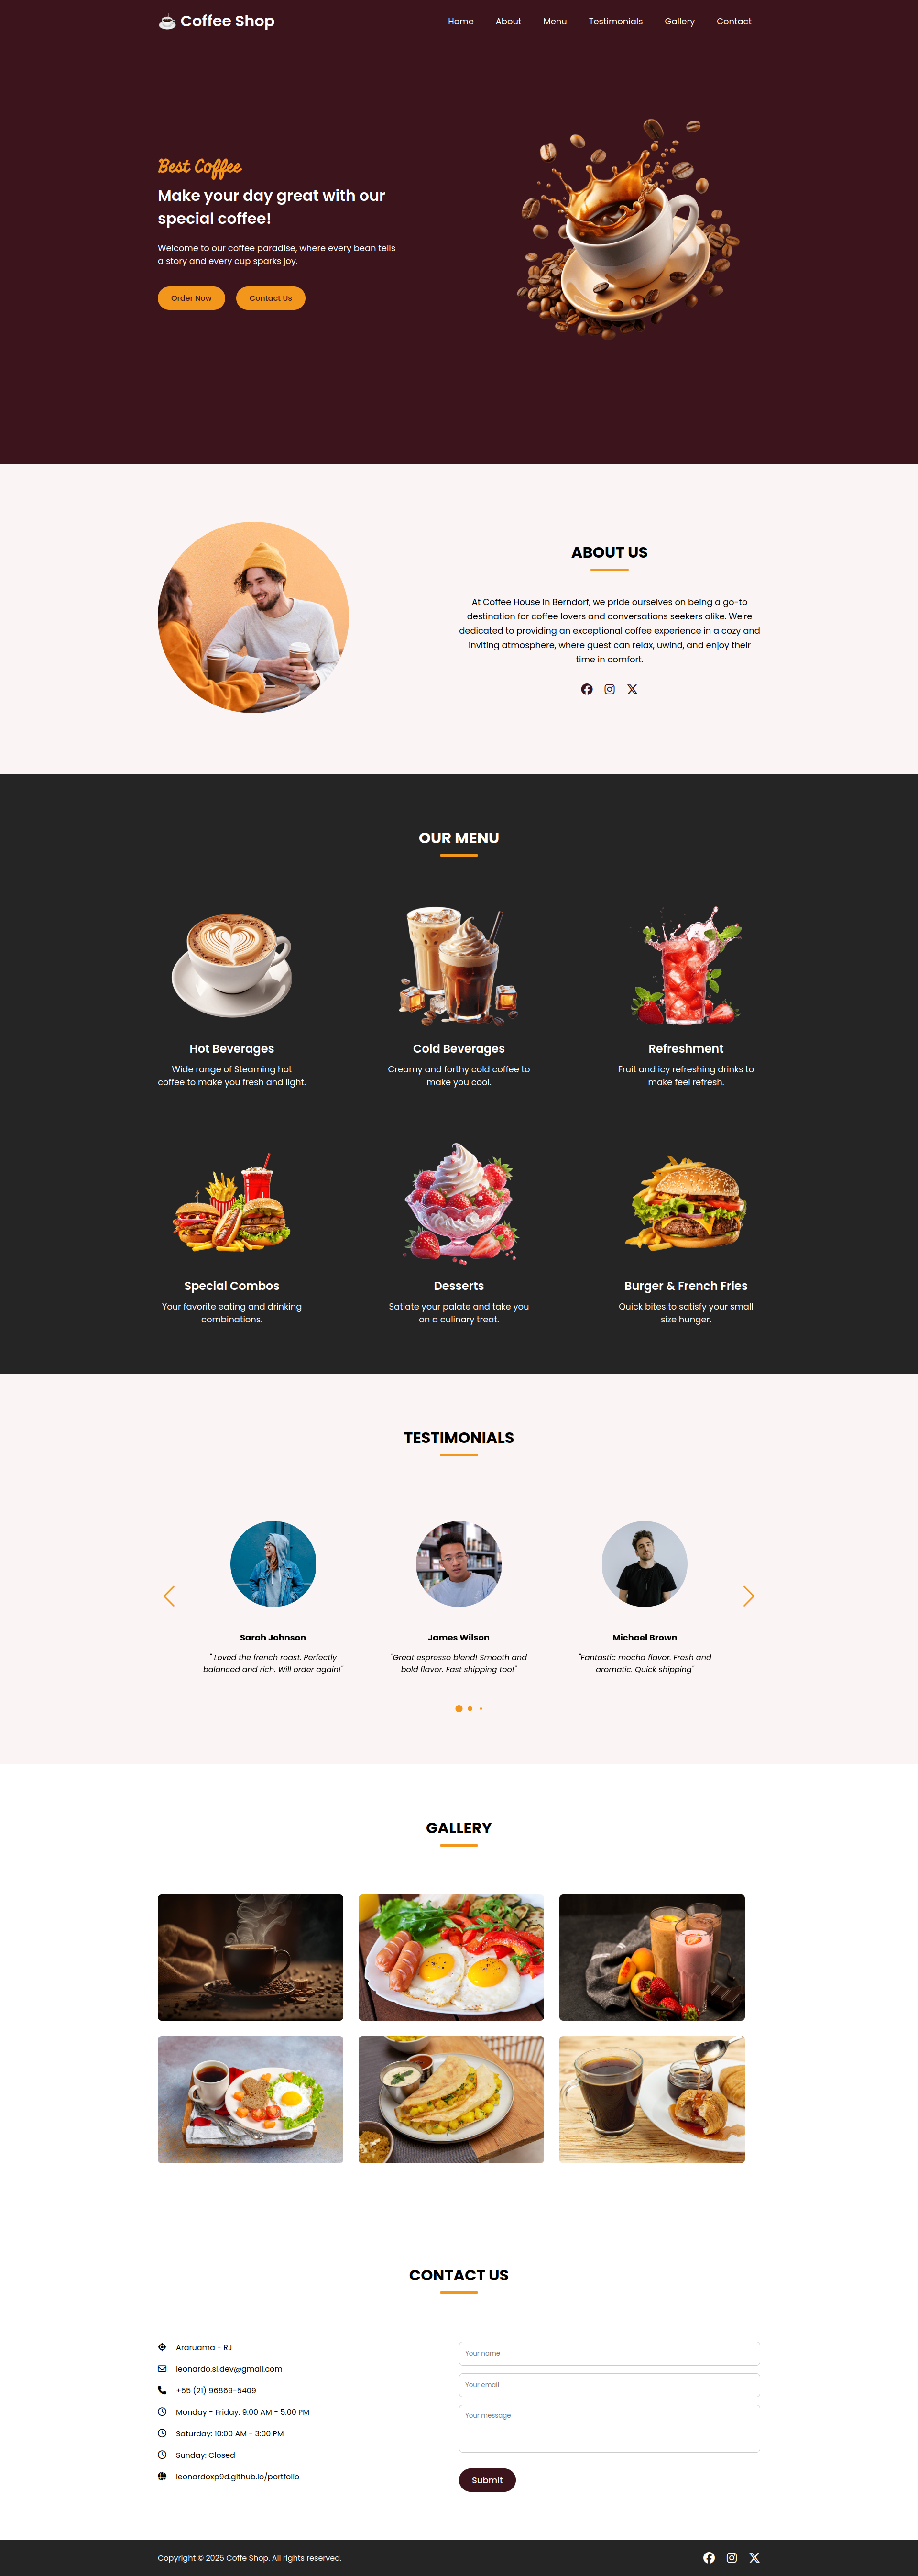 Coffee Shop
Home About Menu Testimonials Gallery Contact
Best Coffee
Make your day great with our
special coffee!
Welcome to our coffee paradise, where every bean tells
a story and every cup sparks joy.
Order Now Contact Us
ABOUT US
At Coffee House in Berndorf, we pride ourselves on being a go-to
destination for coffee lovers and conversations seekers alike. We're
dedicated to providing an exceptional coffee experience in a cozy and
inviting atmosphere, where guest can relax, uwind, and enjoy their
time in comfort.
OUR MENU
Hot Beverages
Wide range of Steaming hot
coffee to make you fresh and light.
Cold Beverages
Creamy and forthy cold coffee to
make you cool.
Refreshment
Fruit and icy refreshing drinks to
make feel refresh.
Special Combos
Your favorite eating and drinking
combinations.
Desserts
Satiate your palate and take you
on a culinary treat.
Burger & French Fries
Quick bites to satisfy your small
size hunger.
TESTIMONIALS
Sarah Johnson
" Loved the french roast. Perfectly
balanced and rich. Will order again!"
James Wilson
"Great espresso blend! Smooth and
bold flavor. Fast shipping too!"
Michael Brown
"Fantastic mocha flavor. Fresh and
aromatic. Quick shipping"
GALLERY
CONTACT US
Araruama - RJ
leonardo.sl.dev@gmail.com
+55 (21) 96869-5409
Monday - Friday: 9:00 AM - 5:00 PM
Saturday: 10:00 AM - 3:00 PM
Sunday: Closed
leonardoxp9d.github.io/portfolio
Your name
Your email
Your message
Submit
Copyright © 2025 Coffe Shop. All rights reserved.